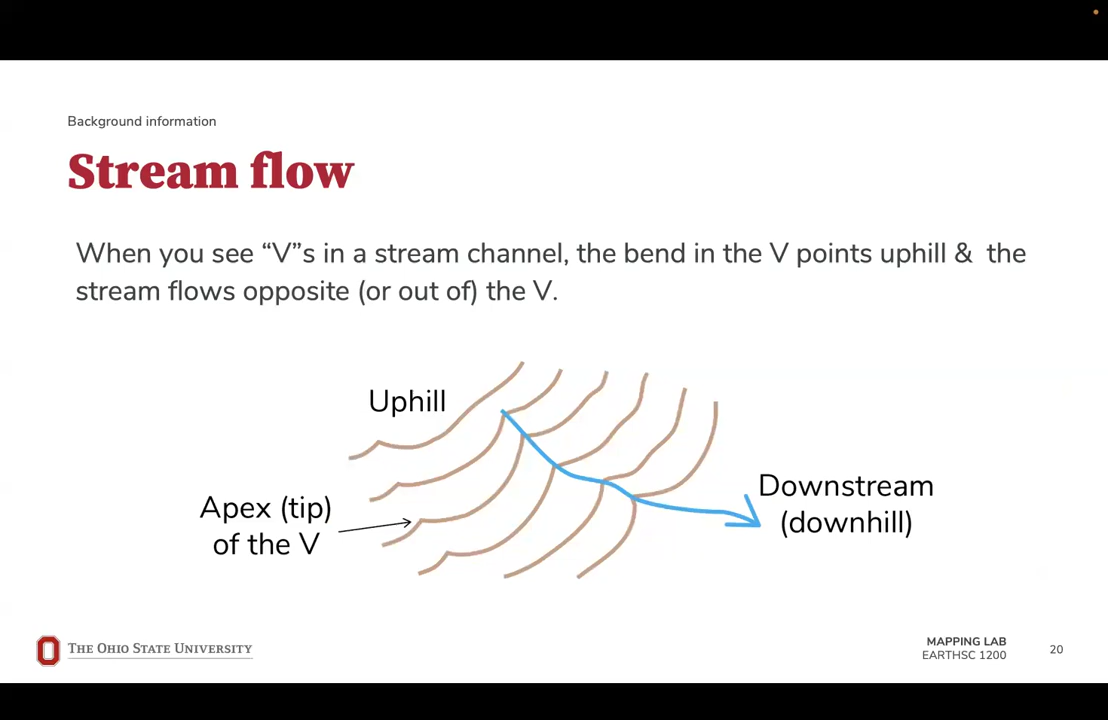 Background information
Stream flow
When you see “V”s in a stream channel, the bend in the V points uphill &  the
stream flows opposite (or out of) the V.
Uphill
Apex (tip)
of the V
Downstream
(downhill)
THE OHIO STATE UNIVERSITY
MAPPING LAB
EARTHSC 1200
20